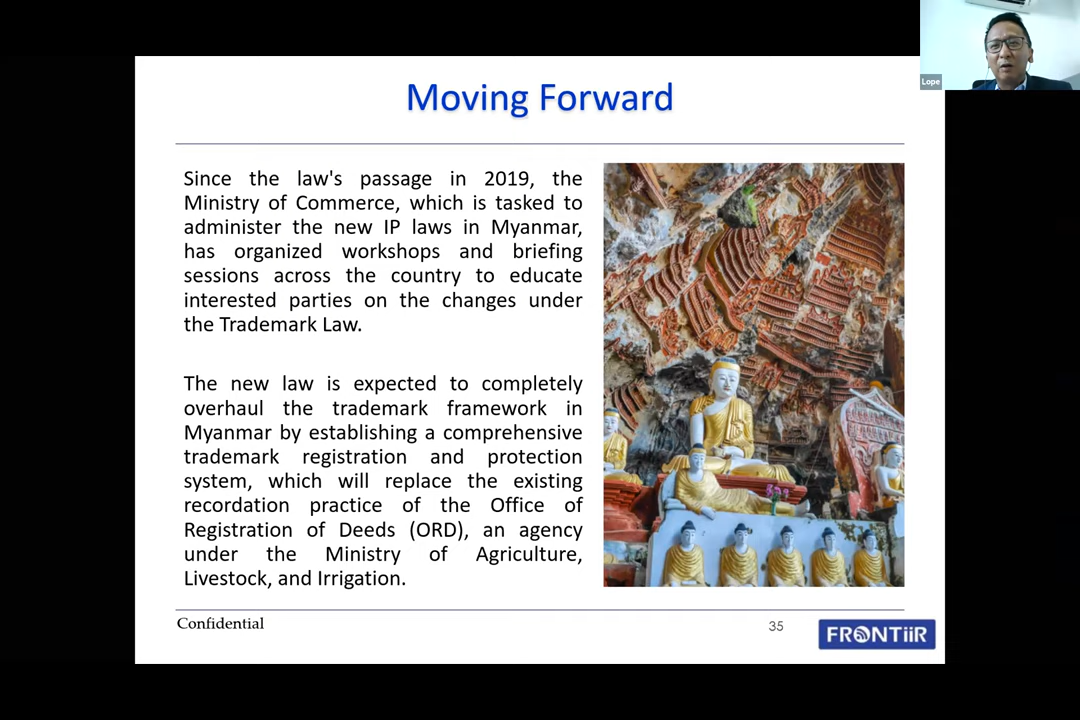 Lope
Moving Forward
Since the law's passage in 2019, the
Ministry of Commerce, which is tasked to
administer the new IP laws in Myanmar,
has organized workshops and briefing
sessions across the country to educate
interested parties on the changes under
the Trademark Law.
The new law is expected to completely
overhaul the trademark framework in
Myanmar by establishing a comprehensive
trademark registration and protection
system, which will replace the existing
recordation practice of the Office of
Registration of Deeds (ORD), an agency
under the Ministry of Agriculture,
Livestock, and Irrigation.
Confidential
35
FRONTiiR